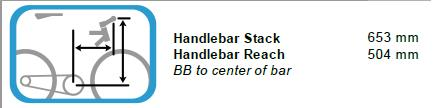 Handlebar Stack 653 mm
Handlebar Reach 504 mm
BB to center of bar